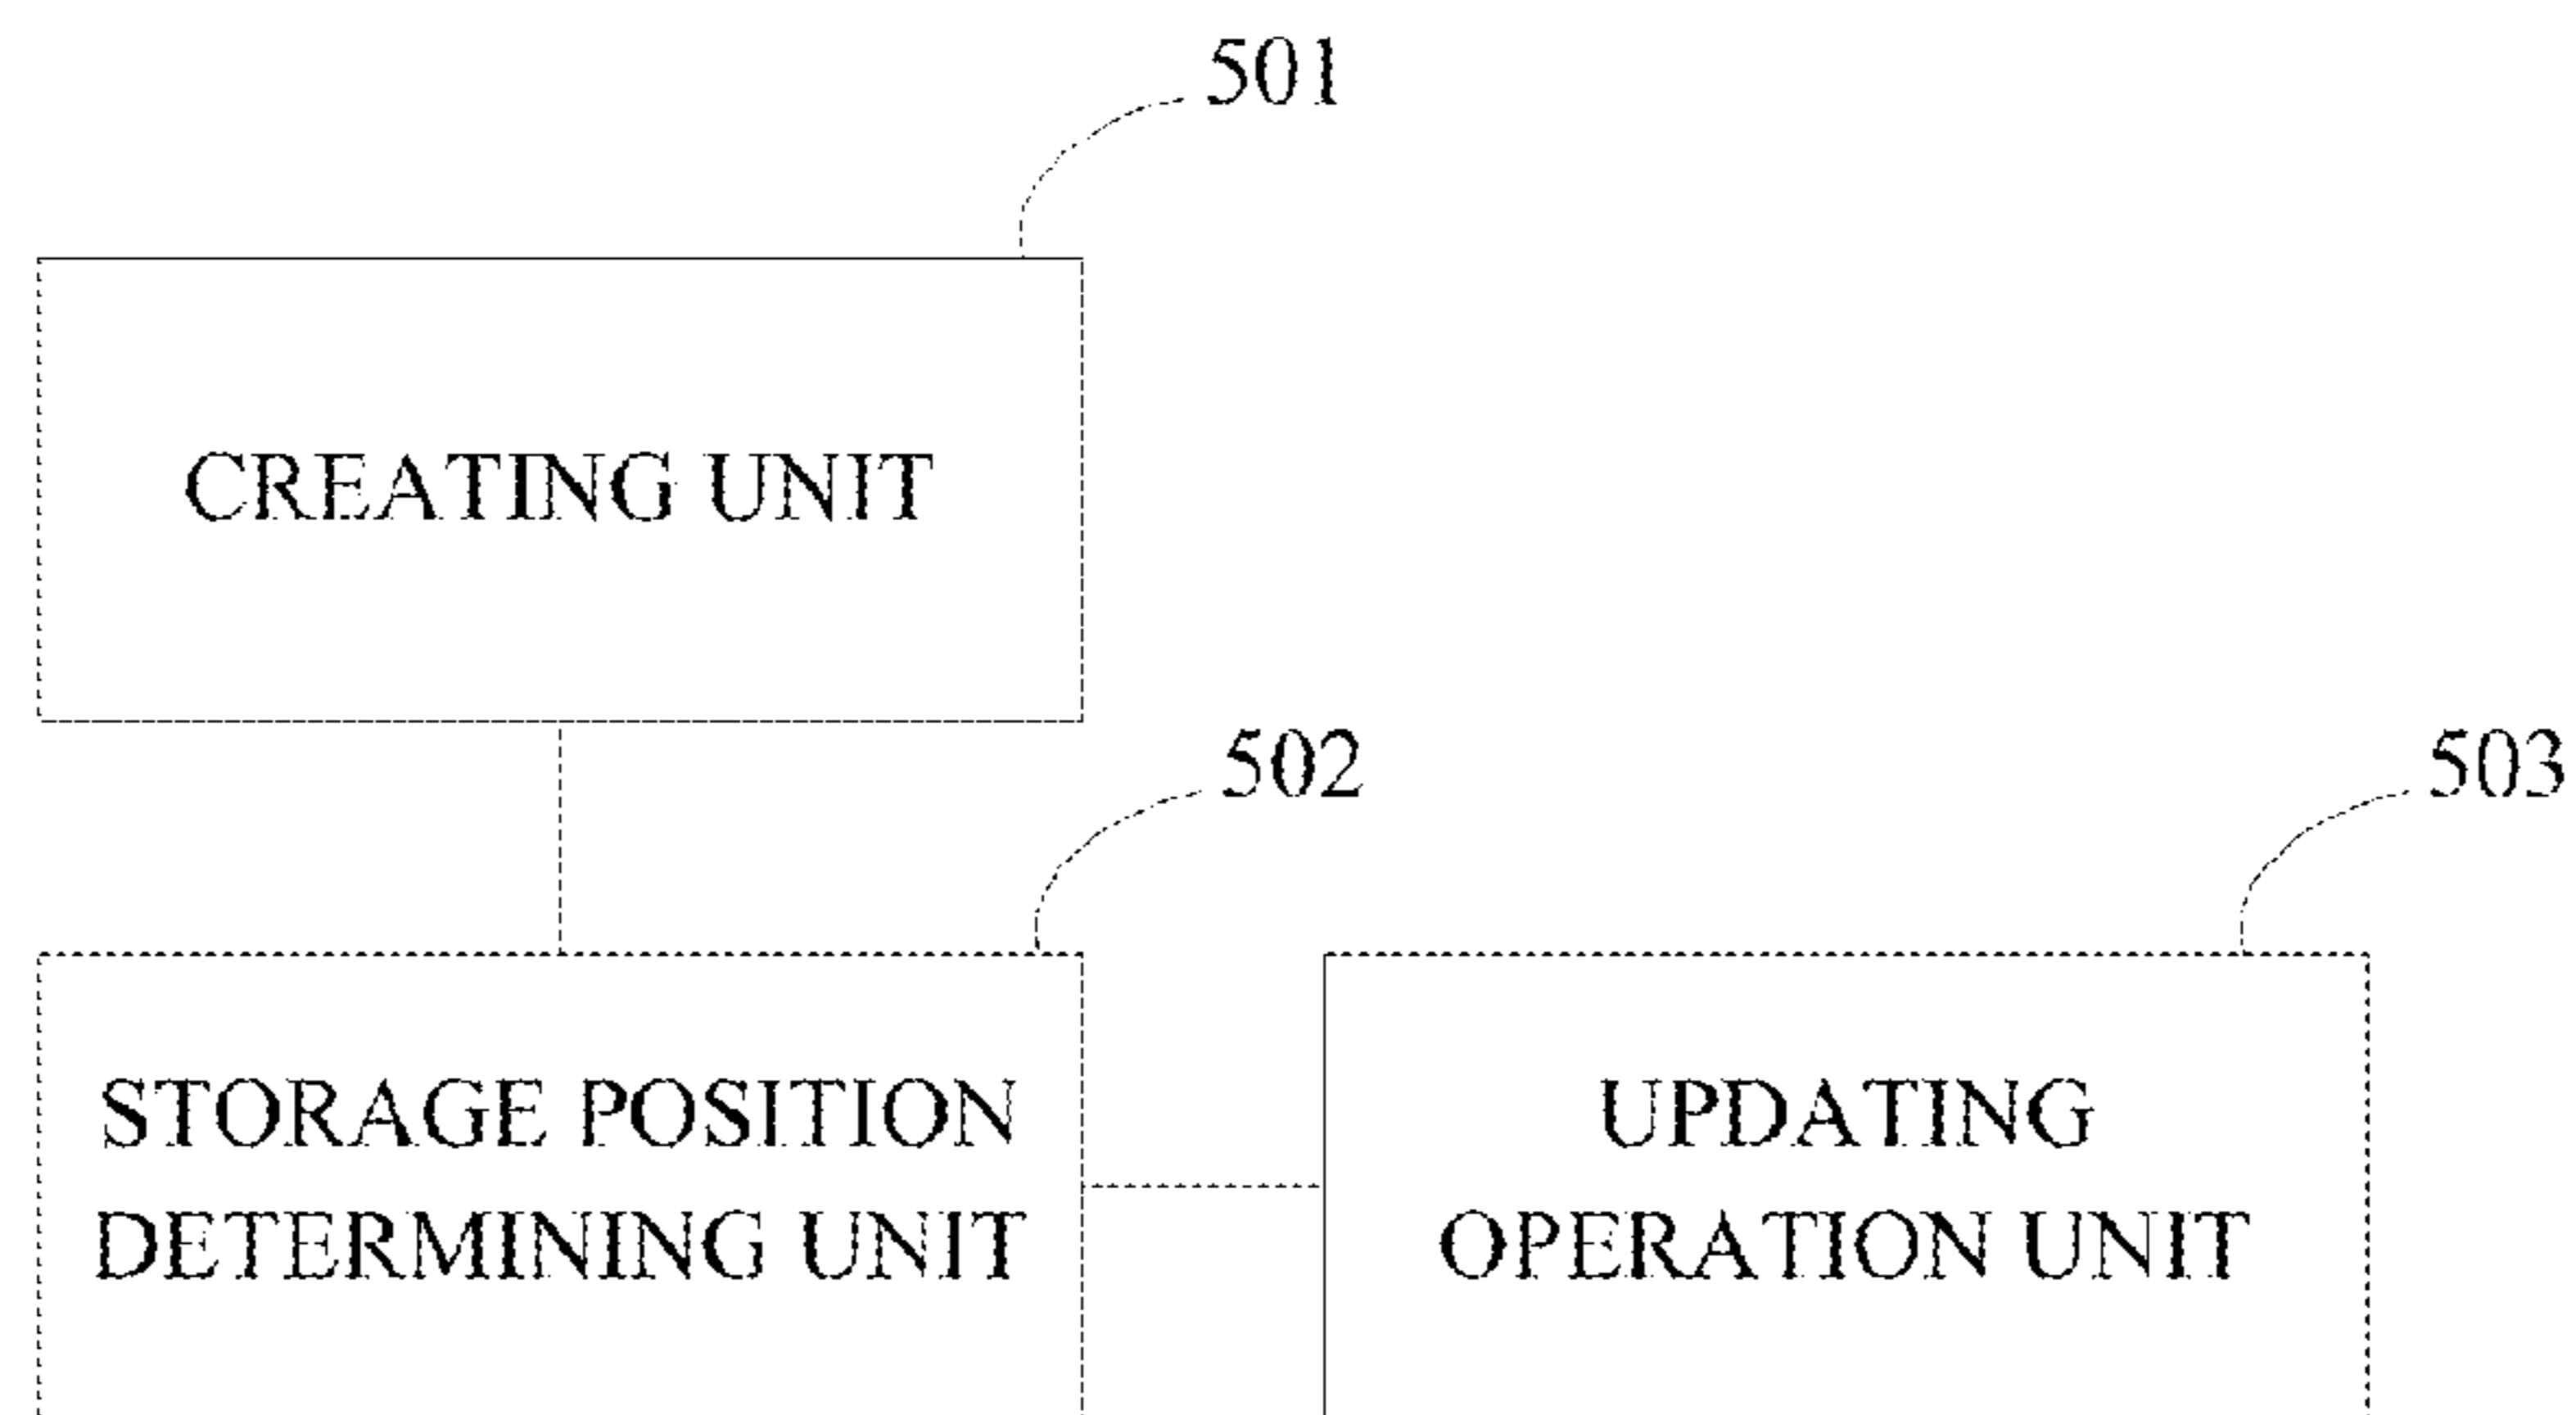 501
CREATING UNIT
502
503
STORAGE POSITION
DETERMINING UNIT
UPDATING
OPERATION UNIT